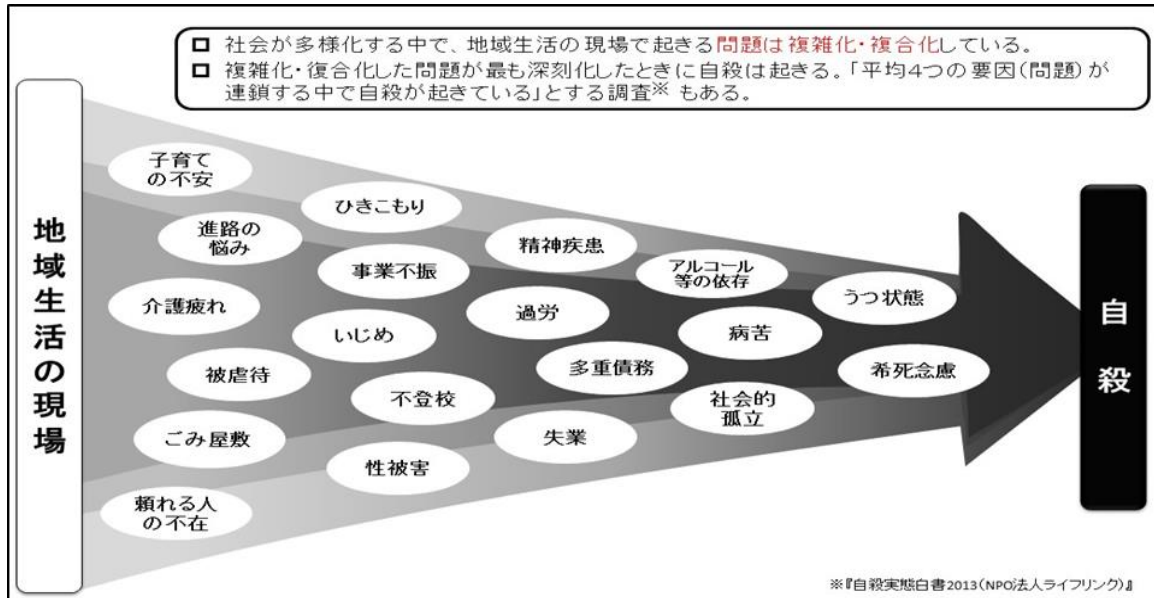 社会が多様化する中で、地域生活の現場で起きる問題は複雑化・複合化している。
複雑化・復合化した問題が最も深刻化したときに自殺は起きる。「平均4つの要因(問題)が
連鎖する中で自殺が起きている」とする調査※ もある。
地域生活の現場
子育て
の不安
進路の
悩み
介護疲れ
被虐待
ごみ屋敷
頼れる人
の不在
ひきこもり
事業不振
いじめ
不登校
性被害
精神疾患
過労
多重債務
失業
アルコール
等の依存
病苦
社会的
孤立
うつ状態
希死念慮
自殺
※『自殺実態白書2013(NPO法人ライフリンク)』